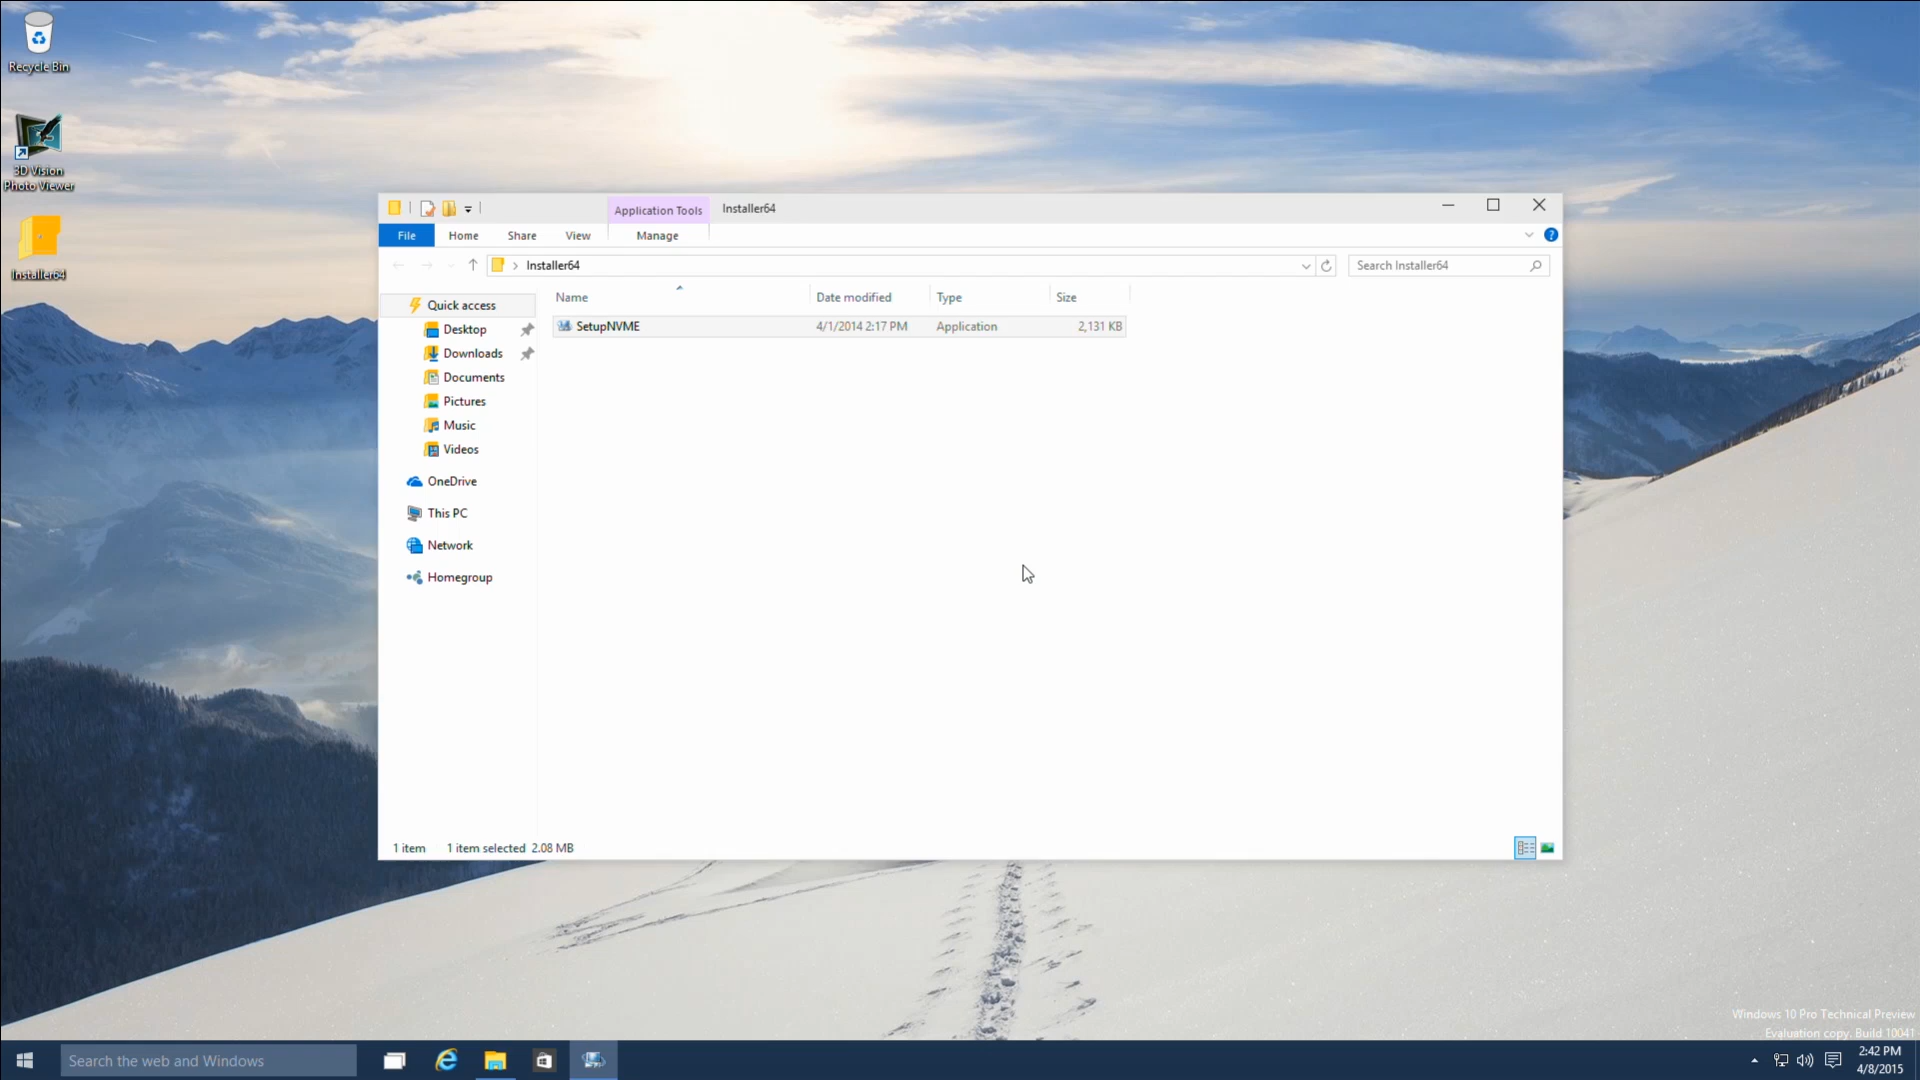 Recycle Bin
3D Vision
Photo Viewer
Installer64
Application Tools
Installer64
File
Home
Share
View
Manage
?
Installer64
Search Installer64
Name
Date modified
Type
Size
SetupNVME
4/1/2014 2:17 PM
Application
2,131 KB
Quick access
Desktop
Downloads
Documents
Pictures
Music
Videos
OneDrive
This PC
Network
Homegroup
1 item
1 item selected 2.08 MB
Windows 10 Pro Technical Preview
Evaluation copy. Build 10041
Search the web and Windows
2:42 PM
4/8/2015